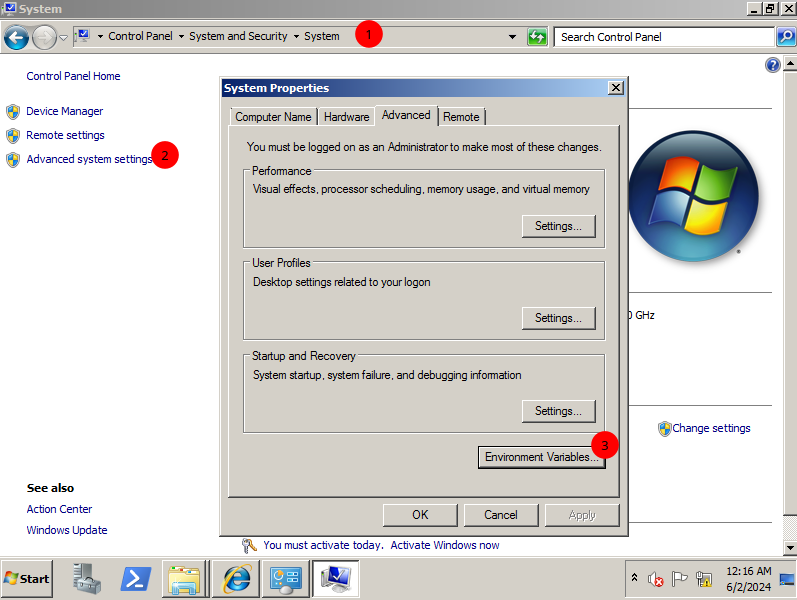 System
Control Panel System and Security System 1
Search Control Panel
Control Panel Home
Device Manager
Remote settings
Advanced system settings 2
System Properties
Computer Name Hardware Advanced Remote
You must be logged on as an Administrator to make most of these changes.
Performance
Visual effects, processor scheduling, memory usage, and virtual memory
Settings...
User Profiles
Desktop settings related to your logon
Settings...
Startup and Recovery
System startup, system failure, and debugging information
Settings...
3
Environment Variables...
OK Cancel Apply
GHz
Change settings
See also
Action Center
Windows Update
You must activate today. Activate Windows now
Start
12:16 AM
6/2/2024